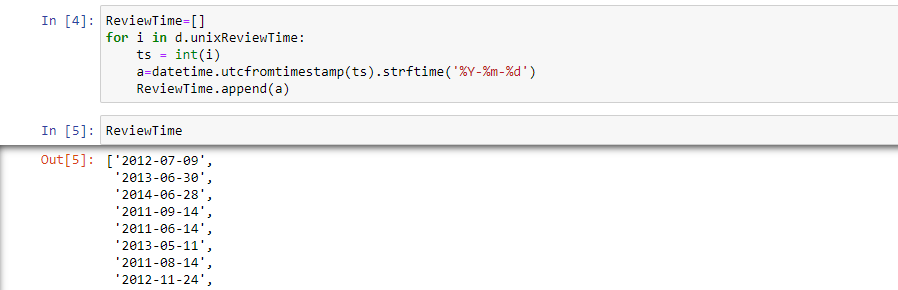 In [4]: ReviewTime=[]
for i in d.unixReviewTime:
    ts = int(i)
    a=datetime.utcfromtimestamp(ts).strftime('%Y-%m-%d')
    ReviewTime.append(a)
In [5]: ReviewTime
Out[5]: ['2012-07-09',
'2013-06-30',
'2014-06-28',
'2011-09-14',
'2011-06-14',
'2013-05-11',
'2011-08-14',
'2012-11-24',